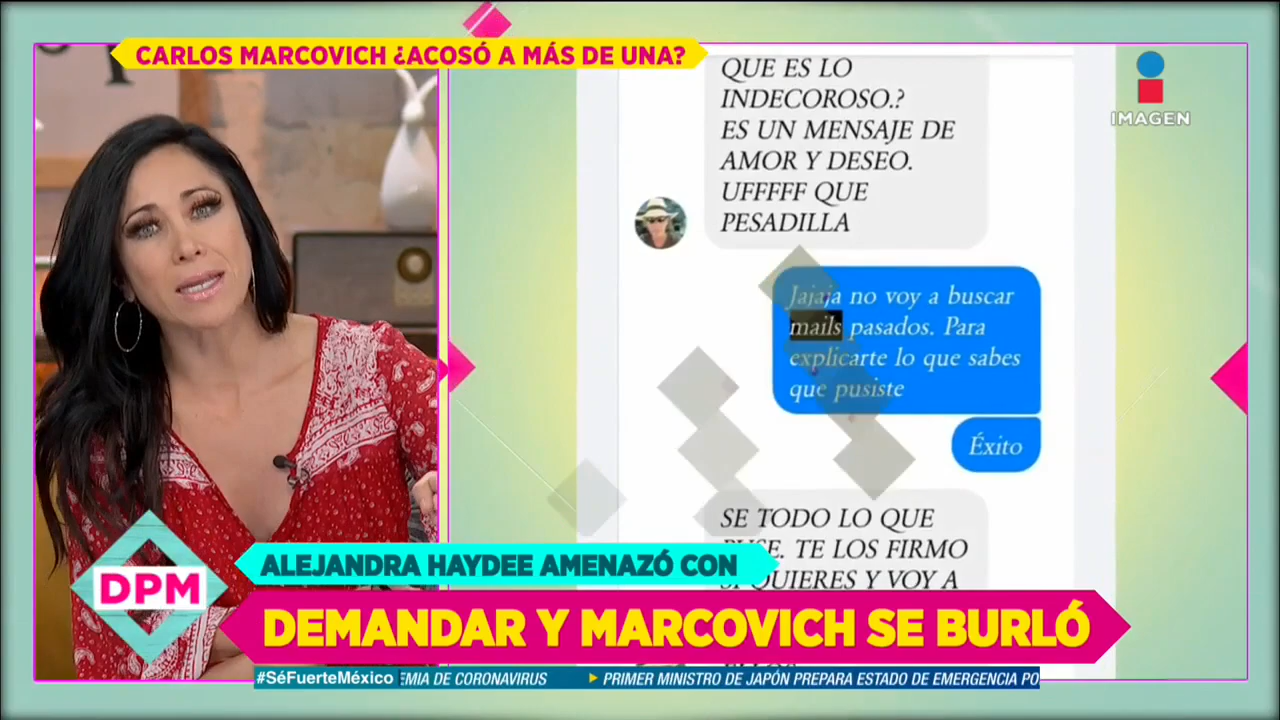 CARLOS MARCOVICH ¿ACOSÓ A MÁS DE UNA?
IMAGEN
QUE ES LO
INDECOROSO.?
ES UN MENSAJE DE
AMOR Y DESEO.
UFFFFF QUE
PESADILLA
Jajaja no voy a buscar
mails pasados. Para
explicarte lo que sabes
que pusiste
Éxito
SE TODO LO QUE
PUSE. TE LOS FIRMO
SI QUIERES Y VOY A
DPM
ALEJANDRA HAYDEE AMENAZÓ CON
DEMANDAR Y MARCOVICH SE BURLÓ
#SéFuerteMéxico EMIA DE CORONAVIRUS PRIMER MINISTRO DE JAPÓN PREPARA ESTADO DE EMERGENCIA PO